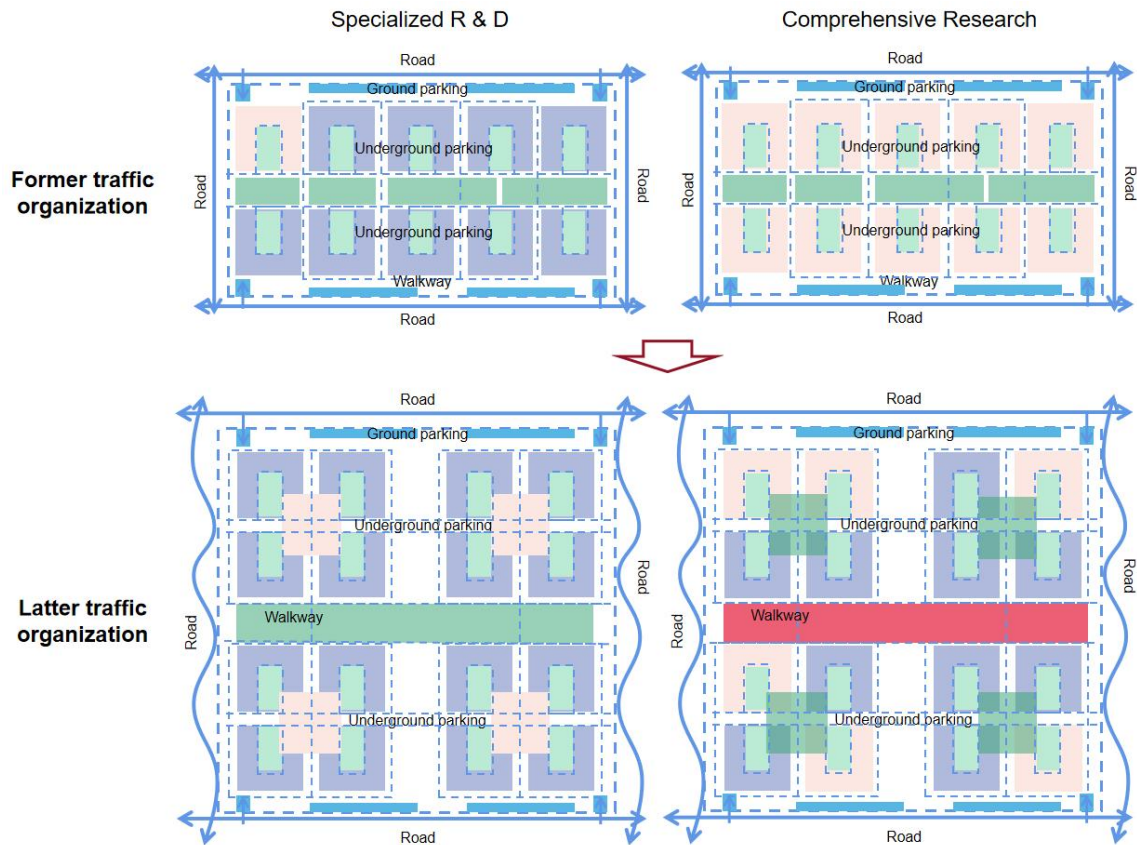 Specialized R & D
Comprehensive Research
Road
Road
Ground parking
Ground parking
Underground parking
Underground parking
Former traffic
organization
Road
Road
Road
Road
Underground parking
Underground parking
Walkway
Walkway
Road
Road
Road
Road
Ground parking
Ground parking
Underground parking
Underground parking
Road
Road
Latter traffic
organization
Walkway
Walkway
Road
Road
Underground parking
Underground parking
Road
Road